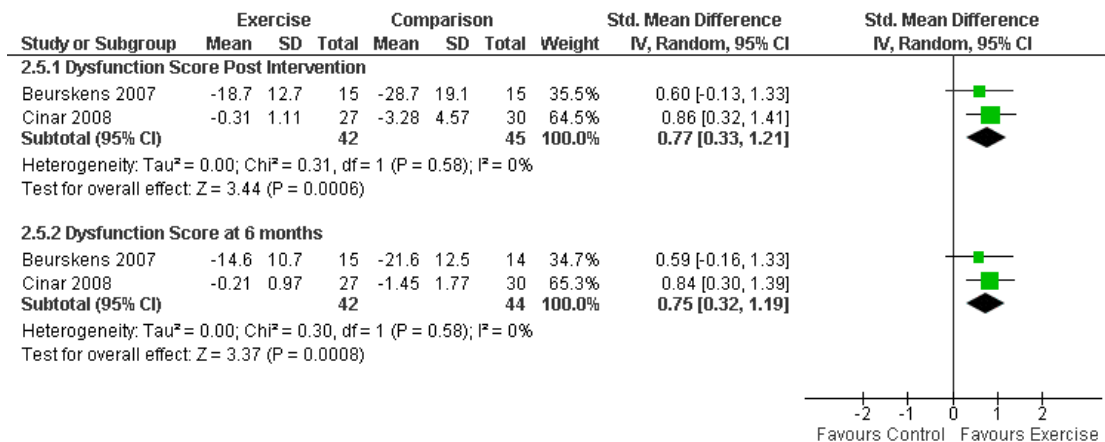 Exercise Comparison Std. Mean Difference Std. Mean Difference
Study or Subgroup Mean SD Total Mean SD Total Weight IV, Random, 95% CI IV, Random, 95% CI
2.5.1 Dysfunction Score Post Intervention
Beurskens 2007 -18.7 12.7 15 -28.7 19.1 15 35.5% 0.60 [-0.13, 1.33]
Cinar 2008 -0.31 1.11 27 -3.28 4.57 30 64.5% 0.86 [0.32, 1.41]
Subtotal (95% CI) 42 45 100.0% 0.77 [0.33, 1.21]
Heterogeneity: Tau² = 0.00; Chi² = 0.31, df = 1 (P = 0.58); I² = 0%
Test for overall effect: Z = 3.44 (P = 0.0006)
2.5.2 Dysfunction Score at 6 months
Beurskens 2007 -14.6 10.7 15 -21.6 12.5 14 34.7% 0.59 [-0.16, 1.33]
Cinar 2008 -0.21 0.97 27 -1.45 1.77 30 65.3% 0.84 [0.30, 1.39]
Subtotal (95% CI) 42 44 100.0% 0.75 [0.32, 1.19]
Heterogeneity: Tau² = 0.00; Chi² = 0.30, df = 1 (P = 0.58); I² = 0%
Test for overall effect: Z = 3.37 (P = 0.0008)
-2 -1 0 1 2
Favours Control Favours Exercise